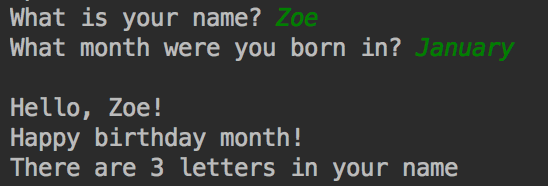 What is your name? Zoe
What month were you born in? January
Hello, Zoe!
Happy birthday month!
There are 3 letters in your name